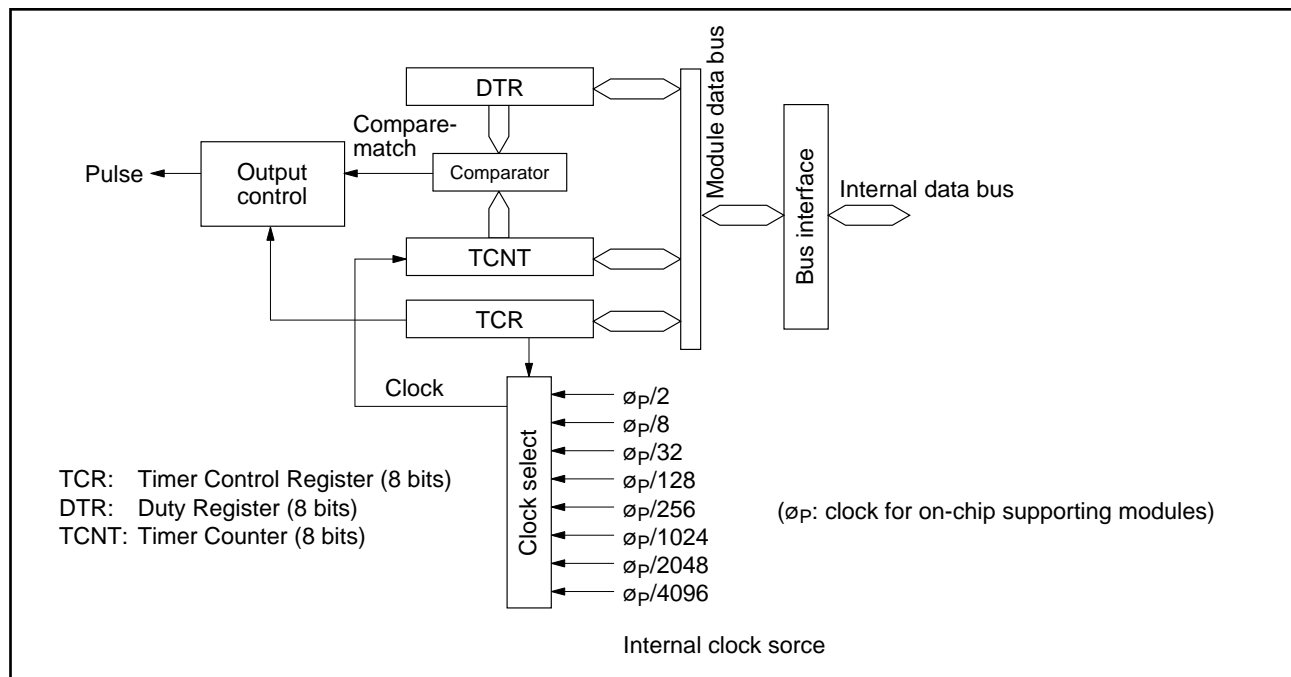 DTR
Compare-
match
Comparator
Output
control
Pulse
TCNT
TCR
Module data bus
Bus interface
Internal data bus
Clock
Clock select
øP/2
øP/8
øP/32
øP/128
øP/256
øP/1024
øP/2048
øP/4096
Internal clock sorce
(øP: clock for on-chip supporting modules)
TCR: Timer Control Register (8 bits)
DTR: Duty Register (8 bits)
TCNT: Timer Counter (8 bits)